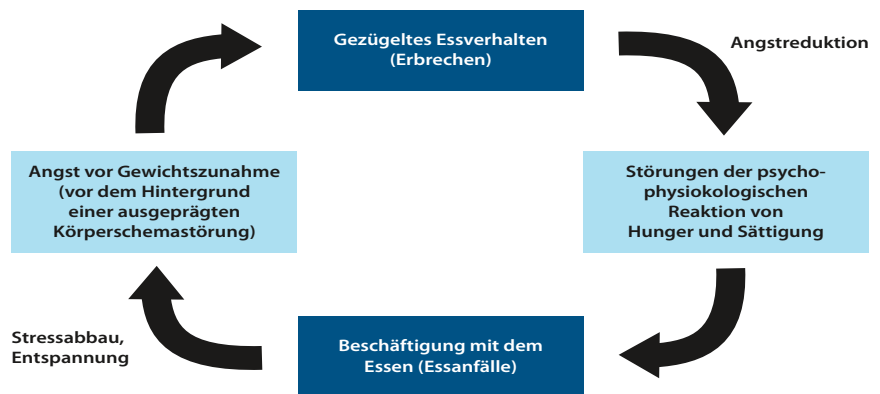 Gezügeltes Essverhalten
(Erbrechen)
Angstreduktion
Angst vor Gewichtszunahme
(vor dem Hintergrund
einer ausgeprägten
Körperschemastörung)
Störungen der psycho-
physiokologischen
Reaktion von
Hunger und Sättigung
Stressabbau,
Entspannung
Beschäftigung mit dem
Essen (Essanfälle)